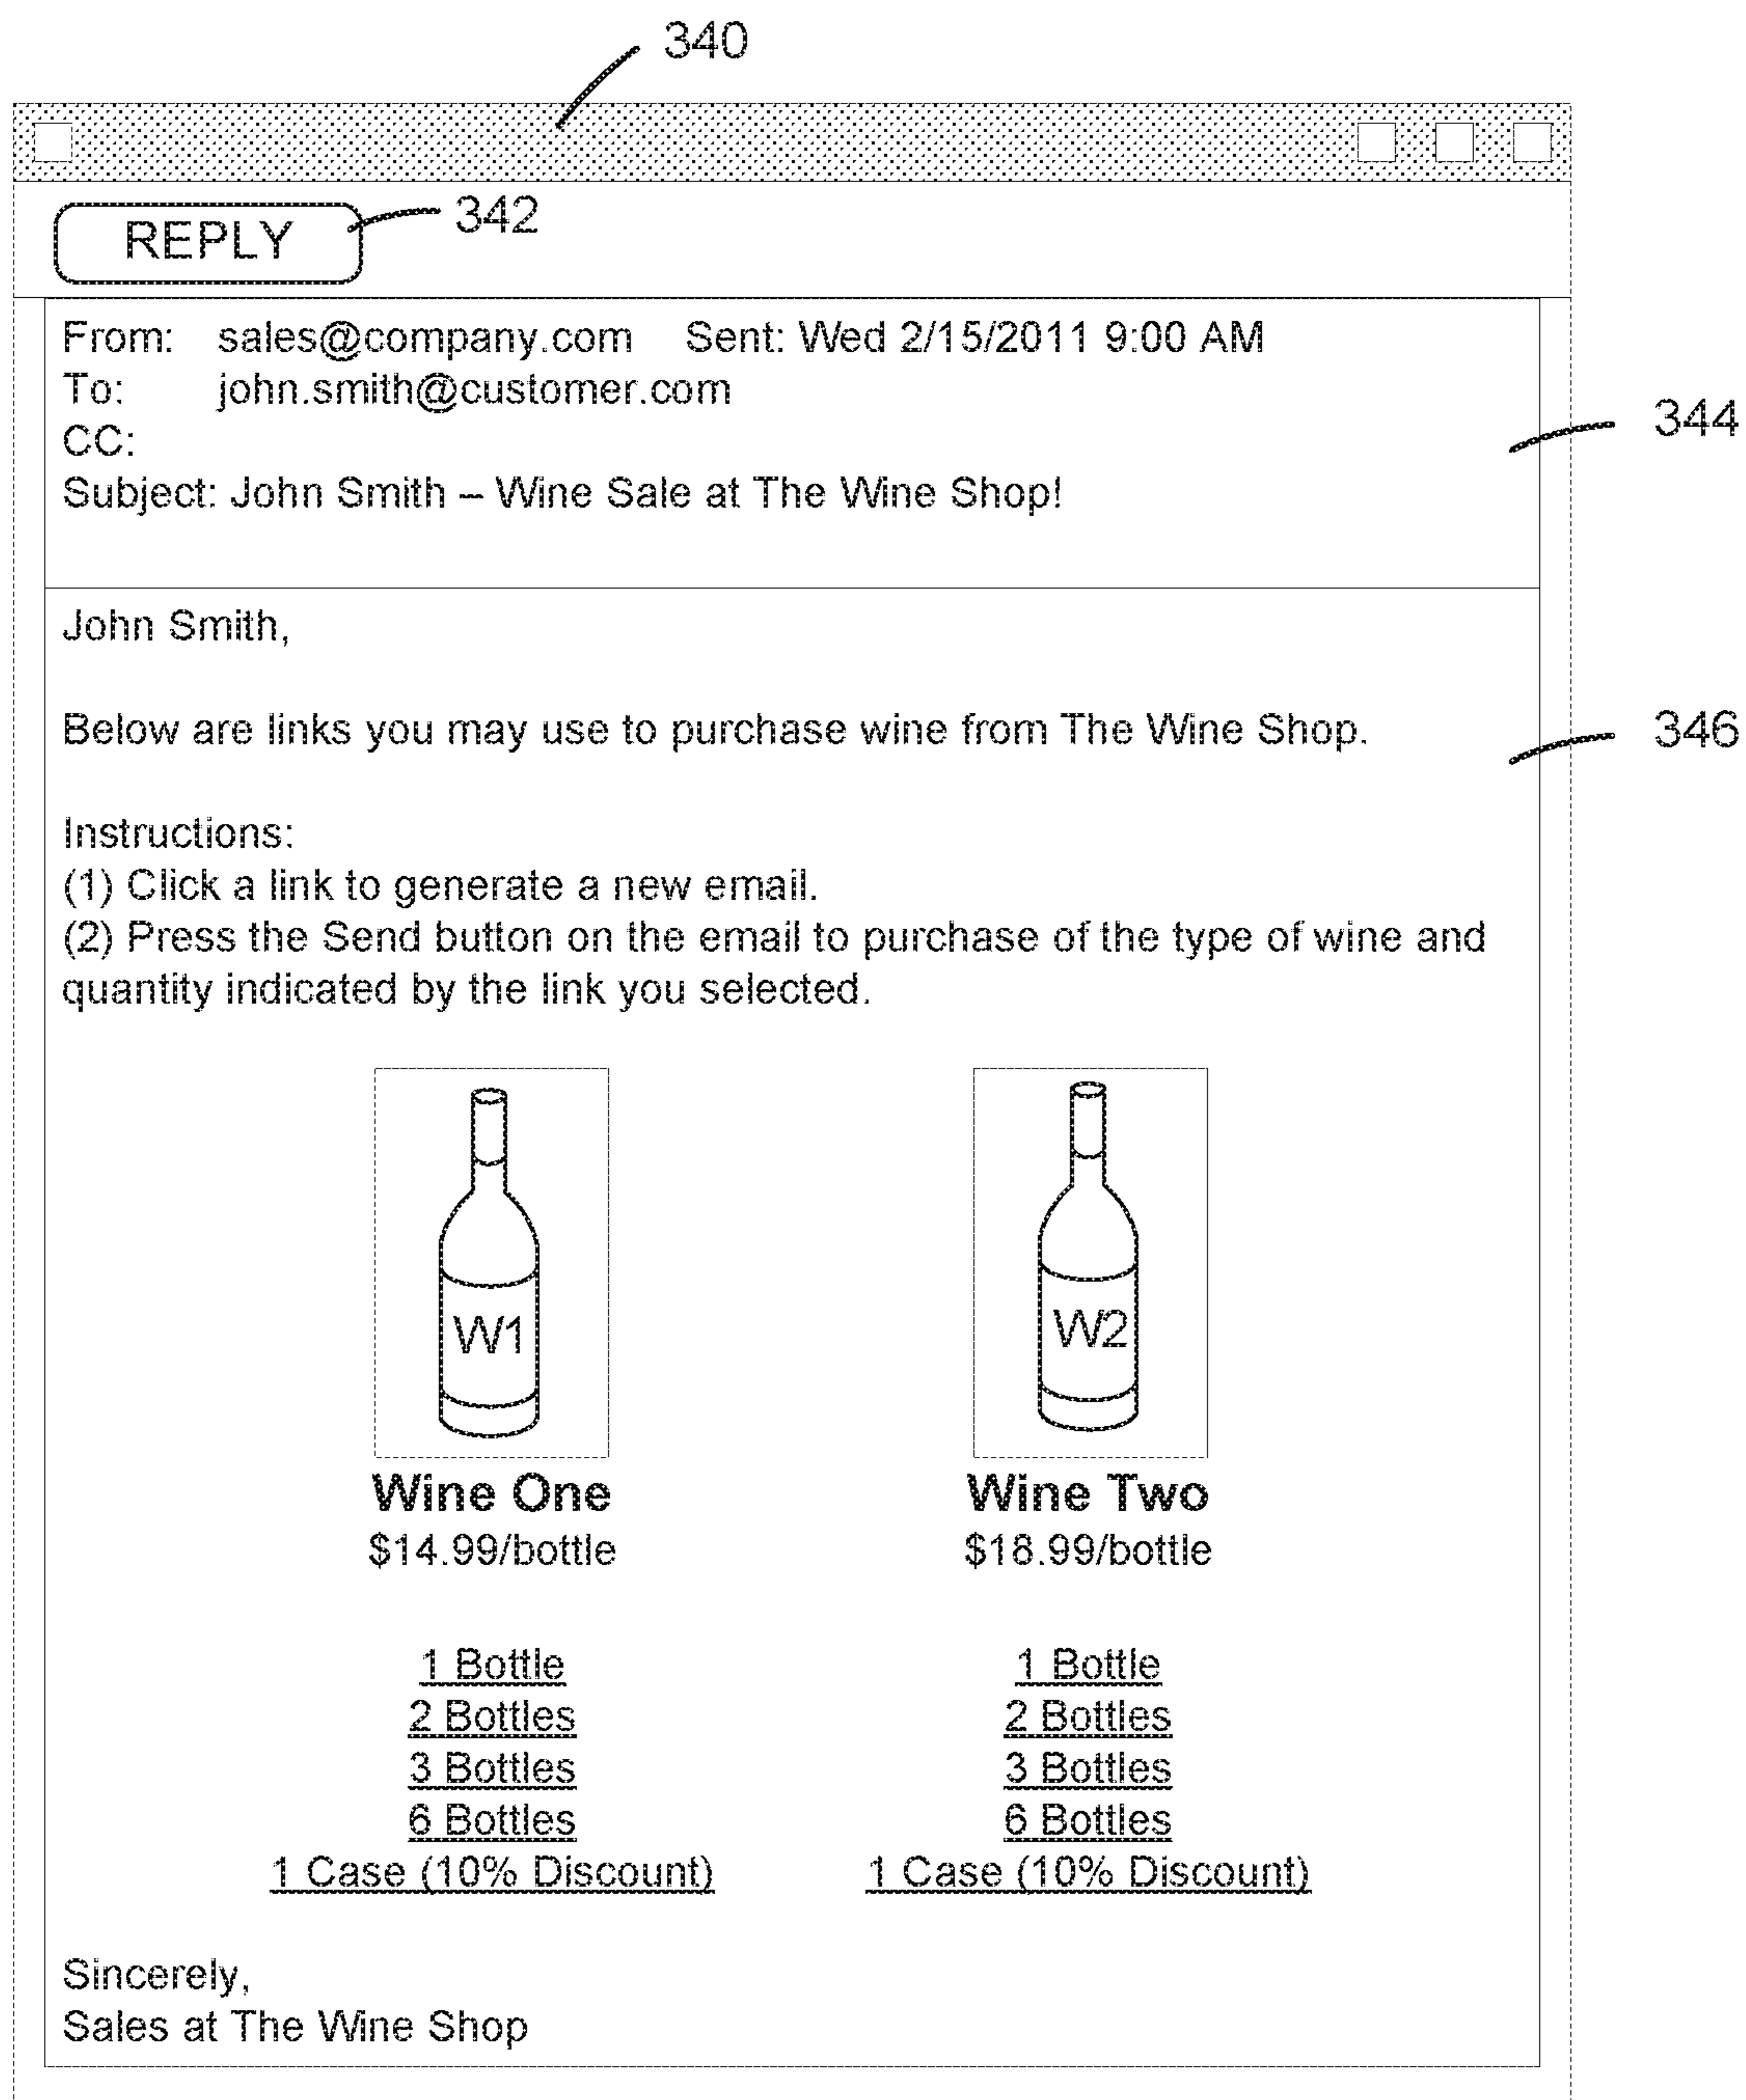 340
REPLY 342
From: sales@company.com Sent: Wed 2/15/2011 9:00 AM
To: john.smith@customer.com
CC:
344
Subject: John Smith – Wine Sale at The Wine Shop!
John Smith,
Below are links you may use to purchase wine from The Wine Shop.
346
Instructions:
(1) Click a link to generate a new email.
(2) Press the Send button on the email to purchase of the type of wine and
quantity indicated by the link you selected.
W1 W2
Wine One Wine Two
$14.99/bottle $18.99/bottle
1 Bottle 1 Bottle
2 Bottles 2 Bottles
3 Bottles 3 Bottles
6 Bottles 6 Bottles
1 Case (10% Discount) 1 Case (10% Discount)
Sincerely,
Sales at The Wine Shop